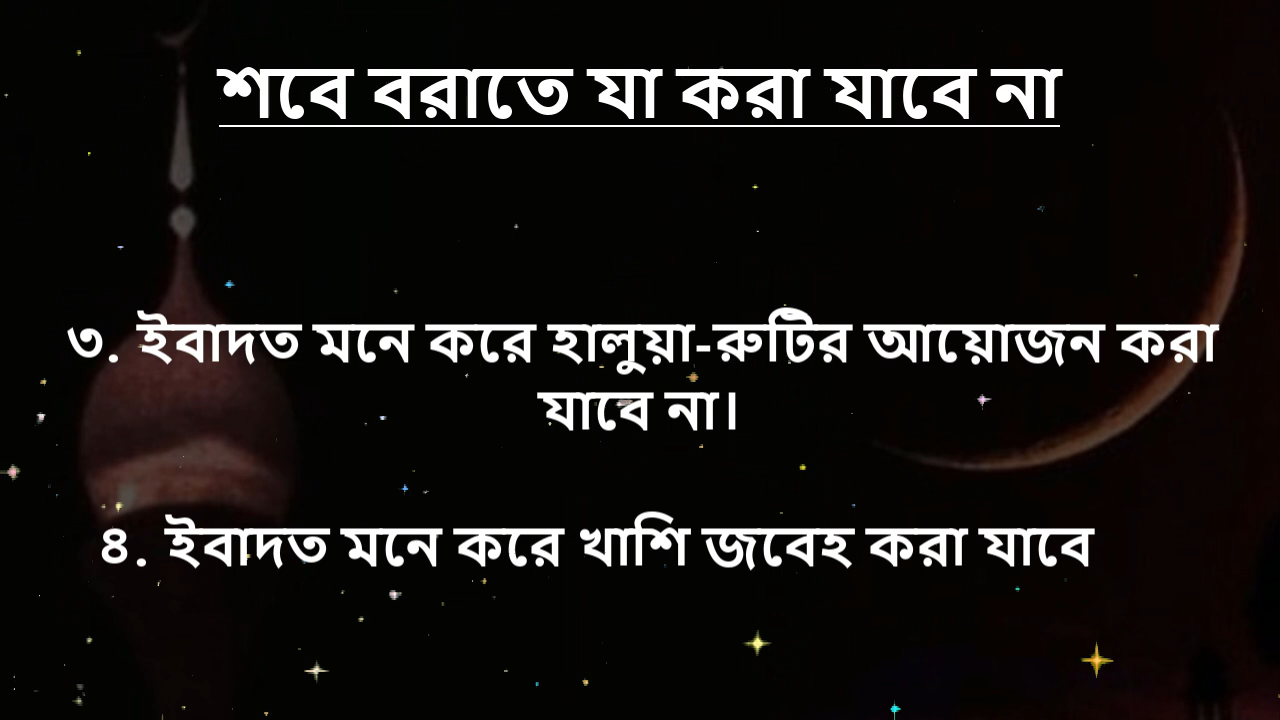 শবে বরাতে যা করা যাবে না
৩. ইবাদত মনে করে হালুয়া-রুটির আয়োজন করা
যাবে না।
৪. ইবাদত মনে করে খাশি জবেহ করা যাবে